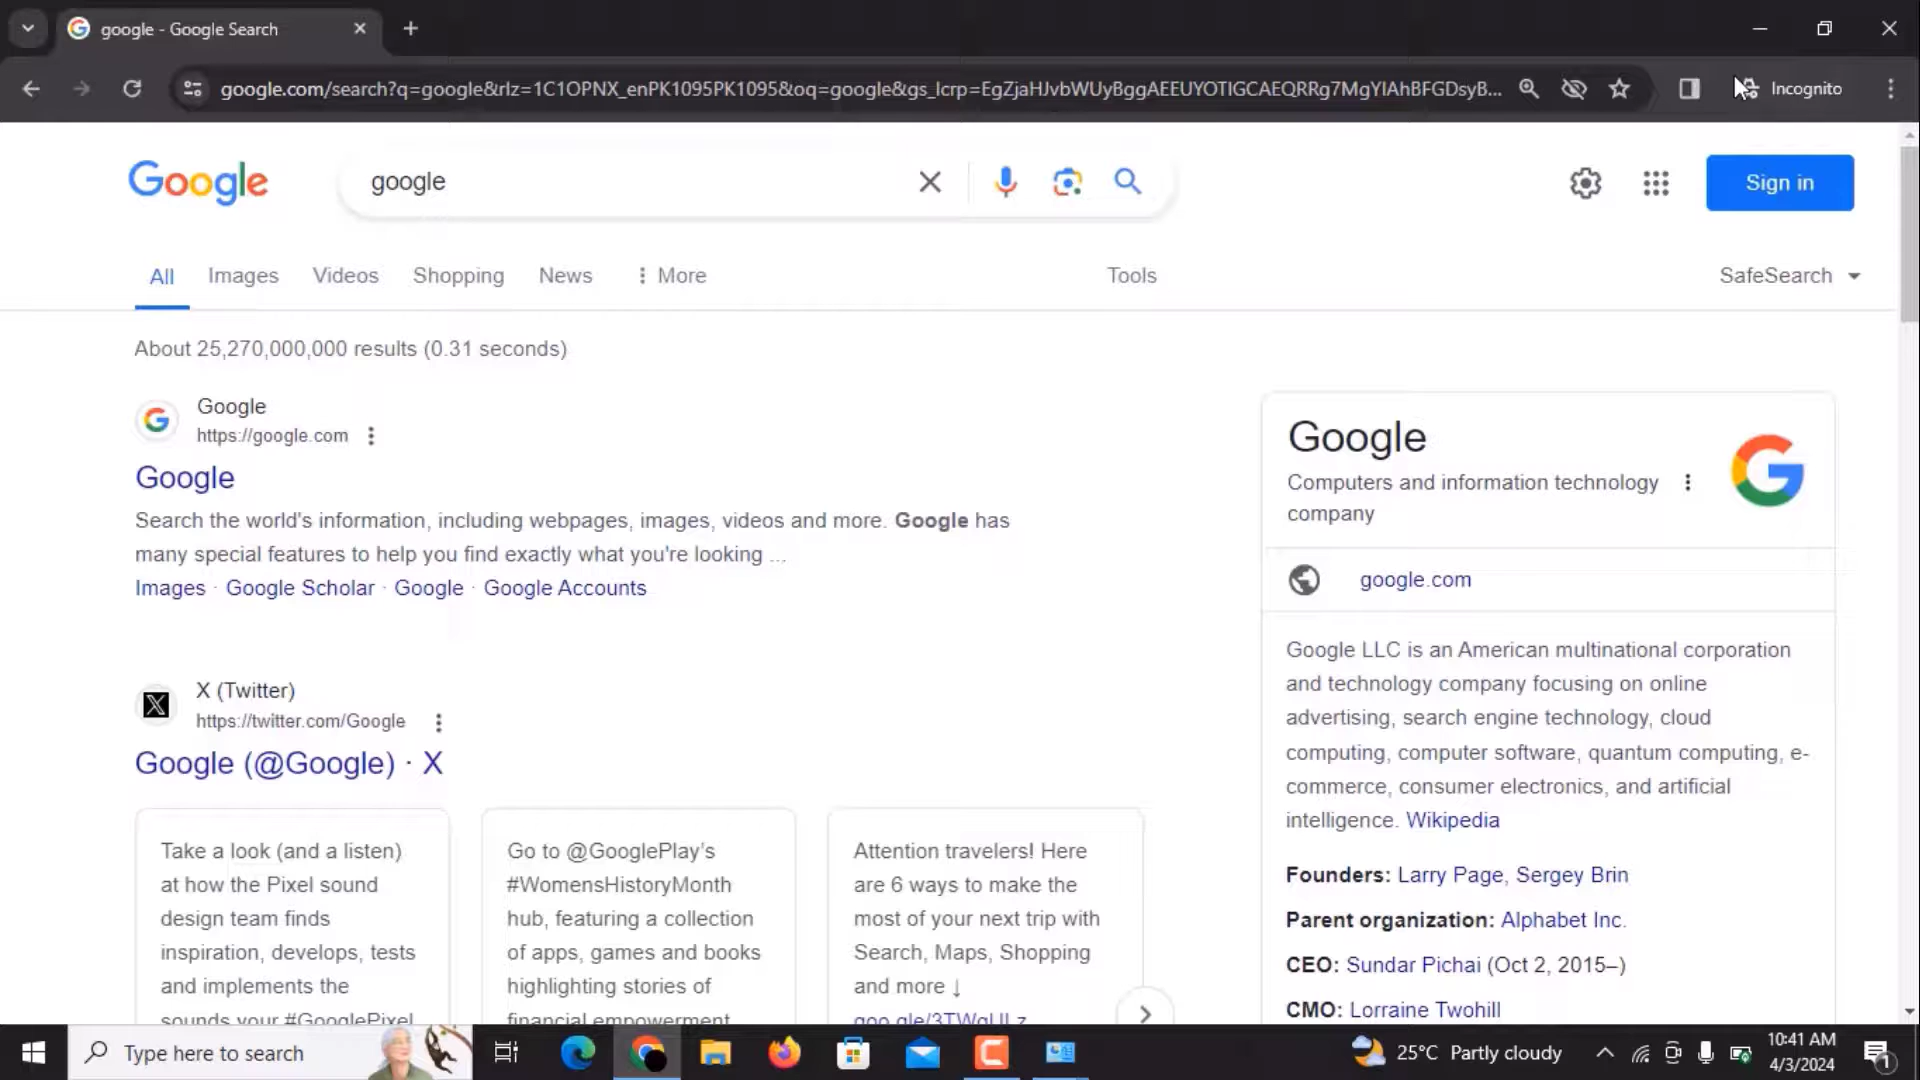 google - Google Search
google.com/search?q=google&rlz=1C1OPNX_enPK1095PK1095&oq=google&gs_lcrp=EgZjaHJvbWUyBggAEEUYOTIGCAEQRRg7MgYIAhBFGDsyB...
Incognito
Google
google
Sign in
All
Images
Videos
Shopping
News
More
Tools
SafeSearch
About 25,270,000,000 results (0.31 seconds)
Google
https://google.com
Google
Search the world's information, including webpages, images, videos and more. Google has
many special features to help you find exactly what you're looking ...
Images · Google Scholar · Google · Google Accounts
X (Twitter)
https://twitter.com/Google
Google (@Google) · X
Take a look (and a listen)
at how the Pixel sound
design team finds
inspiration, develops, tests
and implements the
sounds your #GooglePixel
Go to @GooglePlay's
#WomensHistoryMonth
hub, featuring a collection
of apps, games and books
highlighting stories of
financial empowerment
Attention travelers! Here
are 6 ways to make the
most of your next trip with
Search, Maps, Shopping
and more ↓
Google
Computers and information technology
company
google.com
Google LLC is an American multinational corporation
and technology company focusing on online
advertising, search engine technology, cloud
computing, computer software, quantum computing, e-
commerce, consumer electronics, and artificial
intelligence. Wikipedia
Founders: Larry Page, Sergey Brin
Parent organization: Alphabet Inc.
CEO: Sundar Pichai (Oct 2, 2015–)
CMO: Lorraine Twohill
Type here to search
25°C Partly cloudy
10:41 AM
4/3/2024
1